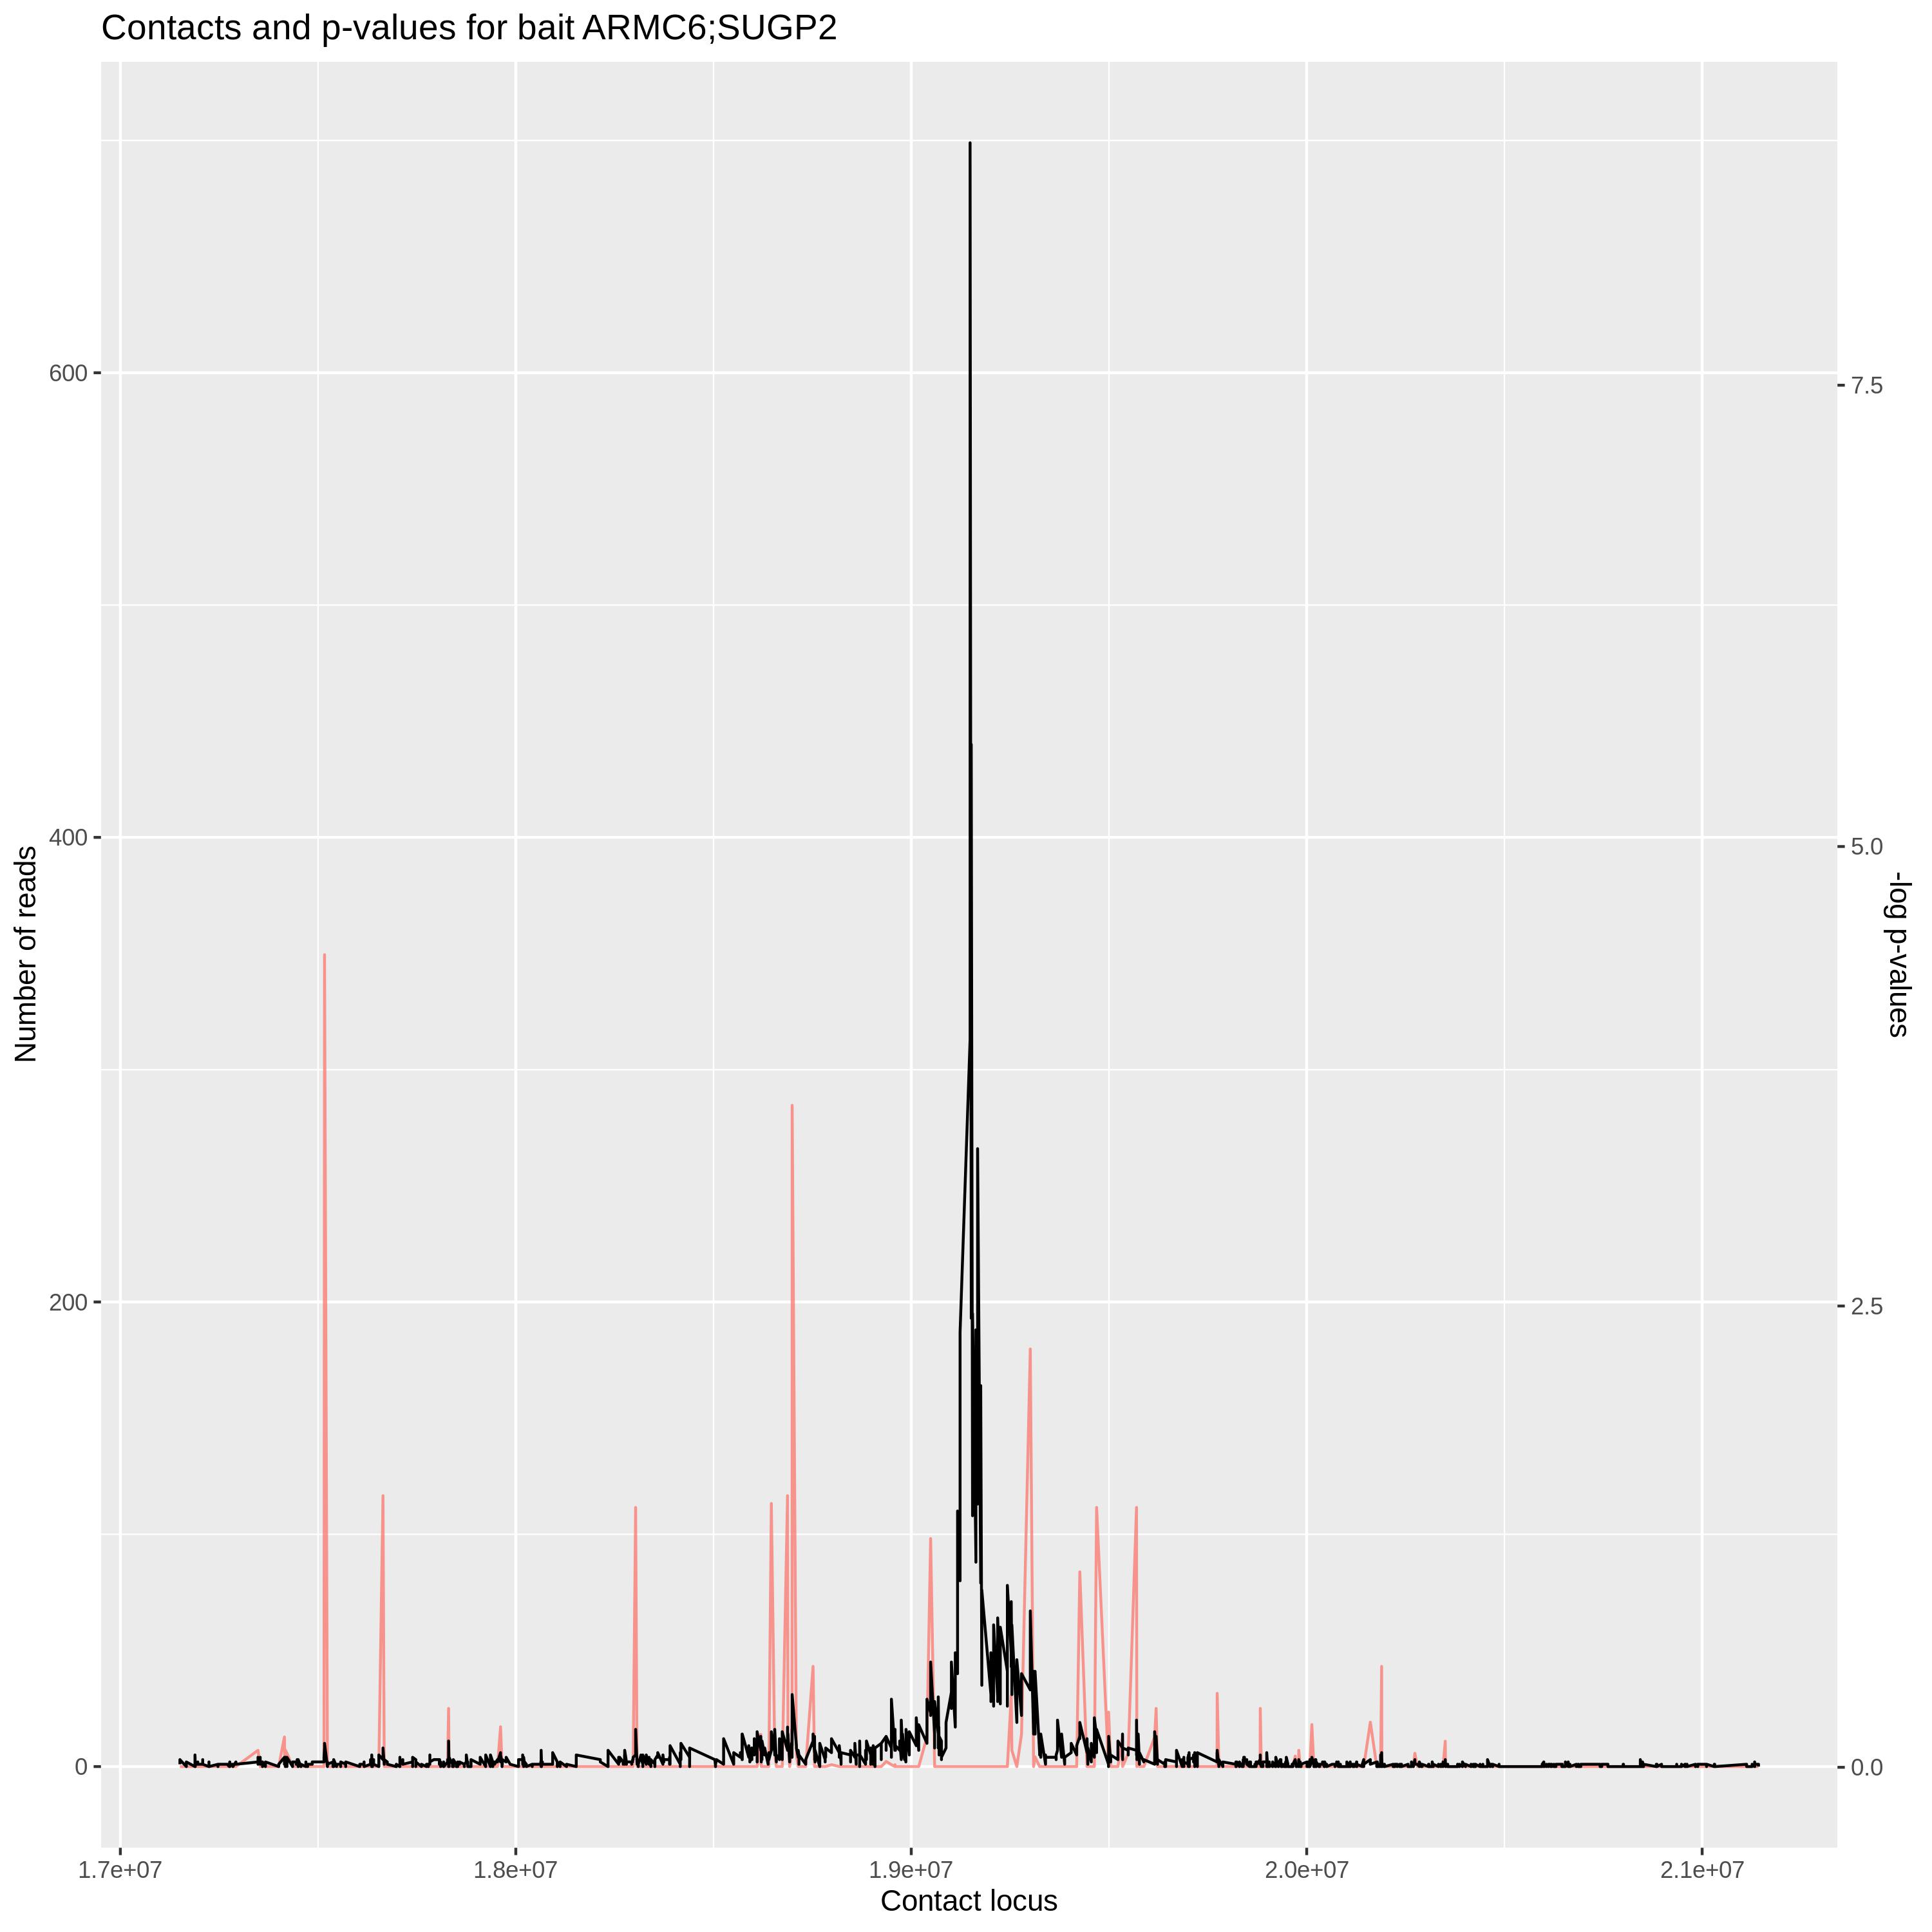 Contacts and p-values for bait ARMC6;SUGP2
600
400
200
0
Number of reads
7.5
5.0
2.5
0.0
-log p-values
1.7e+07 1.8e+07 1.9e+07 2.0e+07 2.1e+07
Contact locus